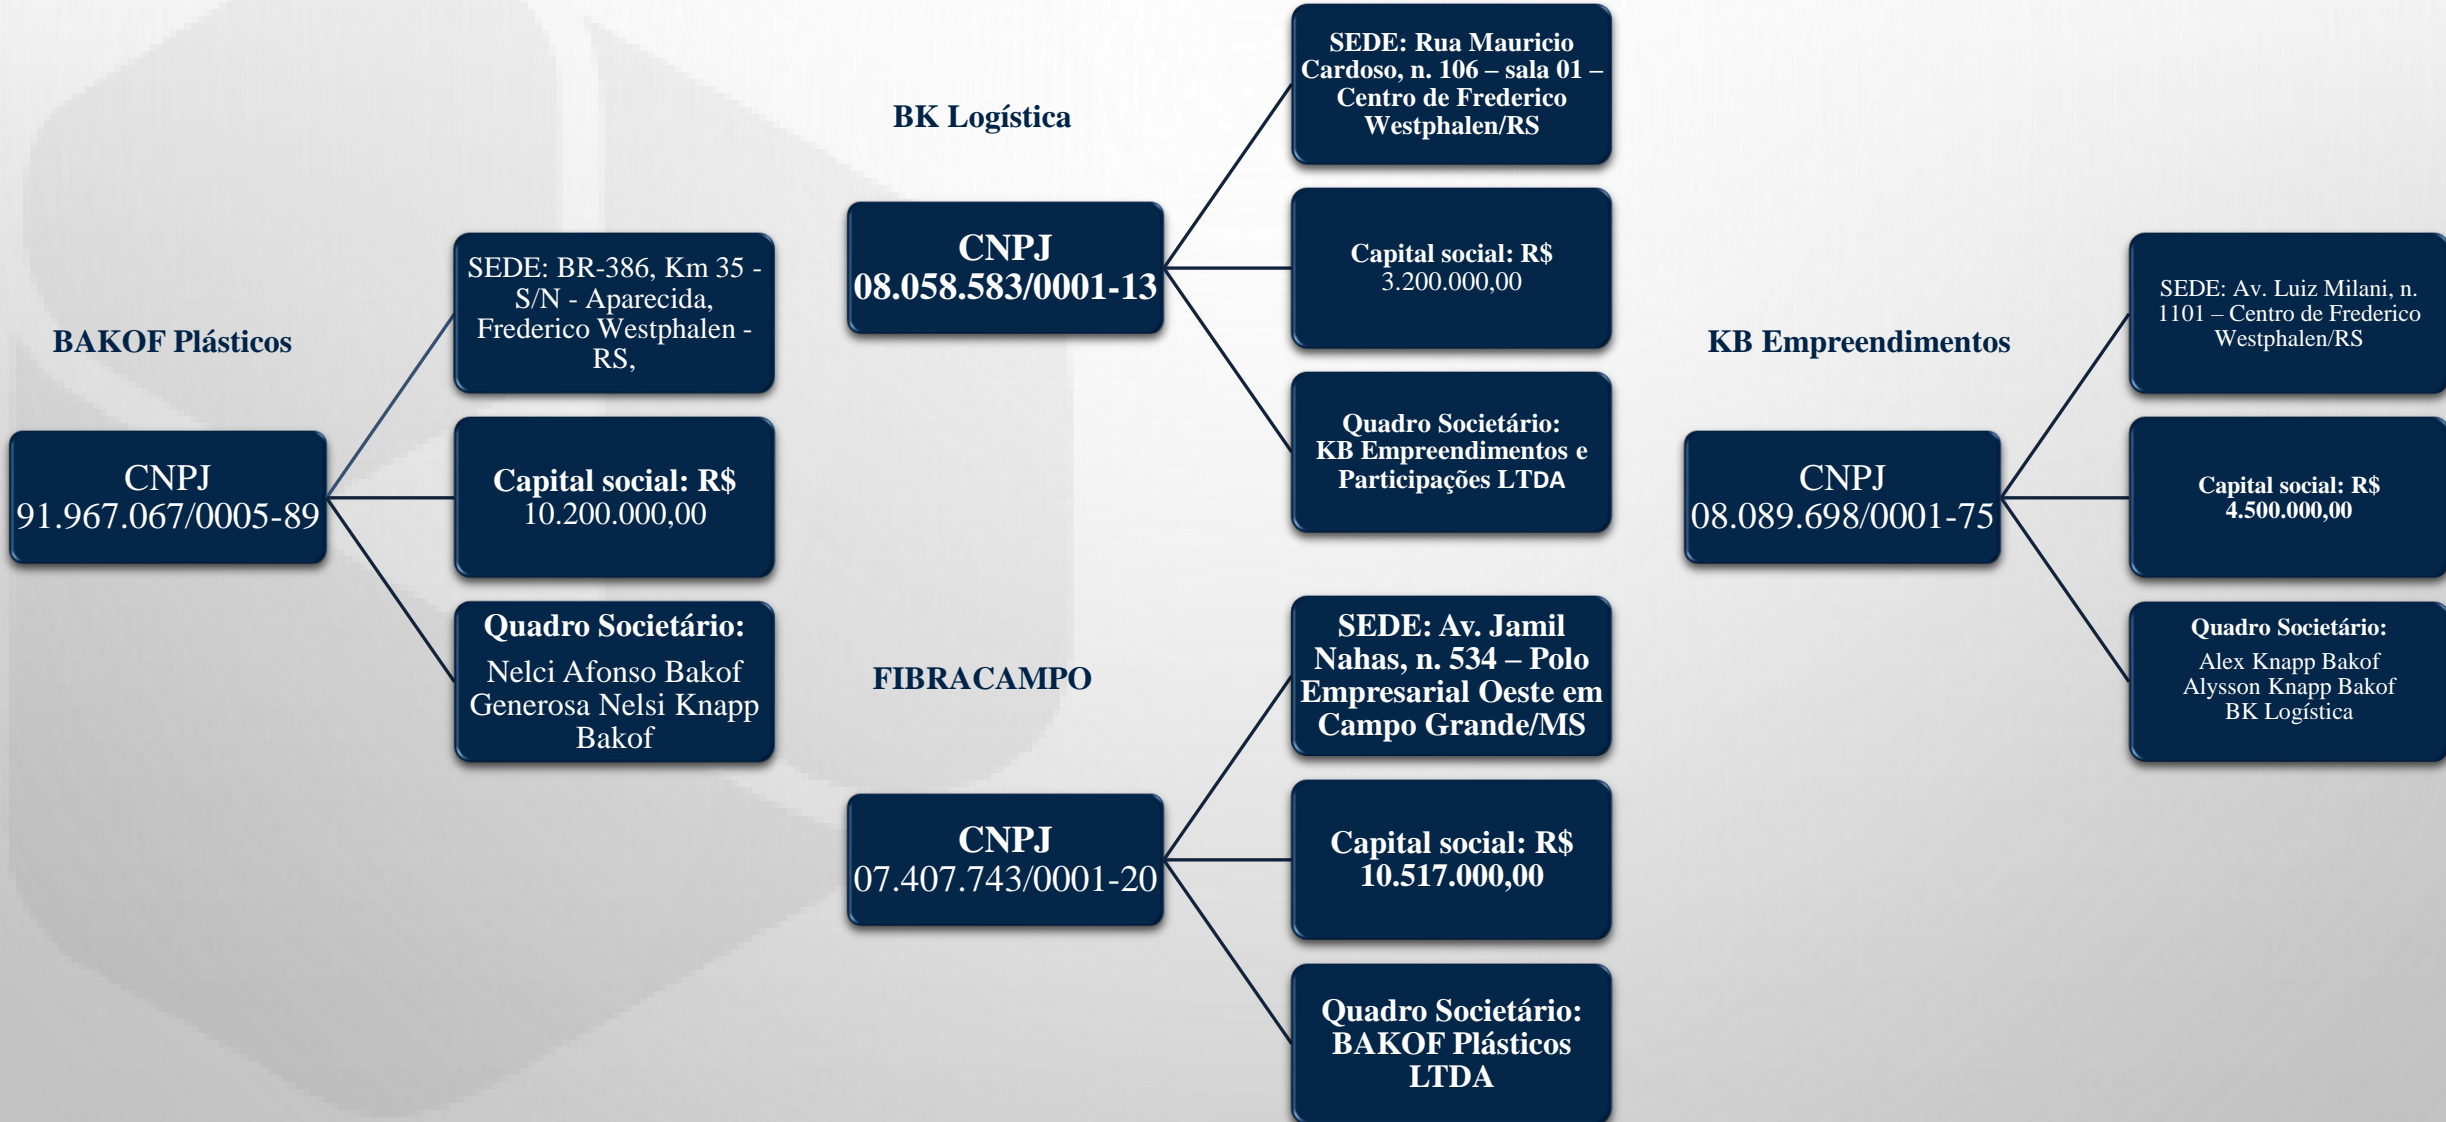 BAKOF Plásticos
CNPJ
91.967.067/0005-89
SEDE: BR-386, Km 35 -
S/N - Aparecida,
Frederico Westphalen -
RS,
Capital social: R$
10.200.000,00
Quadro Societário:
Nelci Afonso Bakof
Generosa Nelsi Knapp
Bakof
BK Logística
CNPJ
08.058.583/0001-13
SEDE: Rua Mauricio
Cardoso, n. 106 – sala 01 –
Centro de Frederico
Westphalen/RS
Capital social: R$
3.200.000,00
Quadro Societário:
KB Empreendimentos e
Participações LTDA
FIBRACAMPO
CNPJ
07.407.743/0001-20
SEDE: Av. Jamil
Nahas, n. 534 – Polo
Empresarial Oeste em
Campo Grande/MS
Capital social: R$
10.517.000,00
Quadro Societário:
BAKOF Plásticos
LTDA
KB Empreendimentos
CNPJ
08.089.698/0001-75
SEDE: Av. Luiz Milani, n.
1101 – Centro de Frederico
Westphalen/RS
Capital social: R$
4.500.000,00
Quadro Societário:
Alex Knapp Bakof
Alysson Knapp Bakof
BK Logística